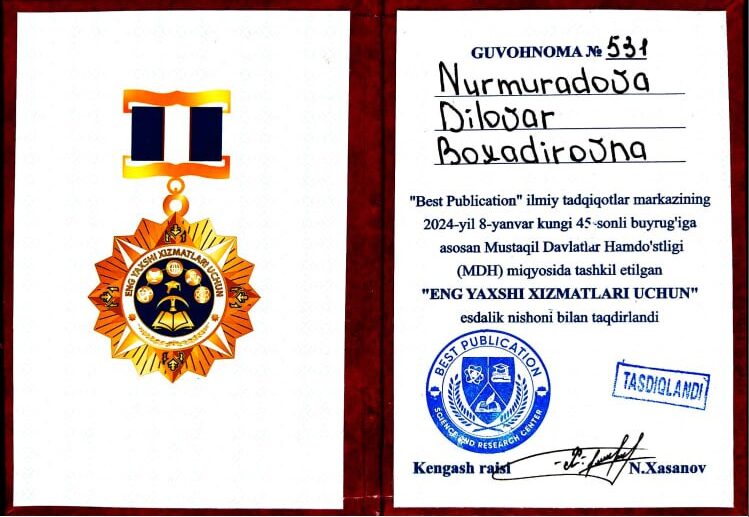 ENG YAXSHI XIZMATLARI UCHUN
GUVOHNOMA № 531
Nurmuradova
Dilovar
Boxadirovna
"Best Publication" ilmiy tadqiqotlar markazining
2024-yil 8-yanvar kungi 45-sonli buyrug'iga
asosan Mustaqil Davlatlar Hamdo'stligi
(MDH) miqyosida tashkil etilgan
"ENG YAXSHI XIZMATLARI UCHUN"
esdalik nishoni bilan taqdirlandi
BEST PUBLICATION
SCIENCE AND RESEARCH CENTER
TASDIQLANDI
Kengash raisi N.Xasanov